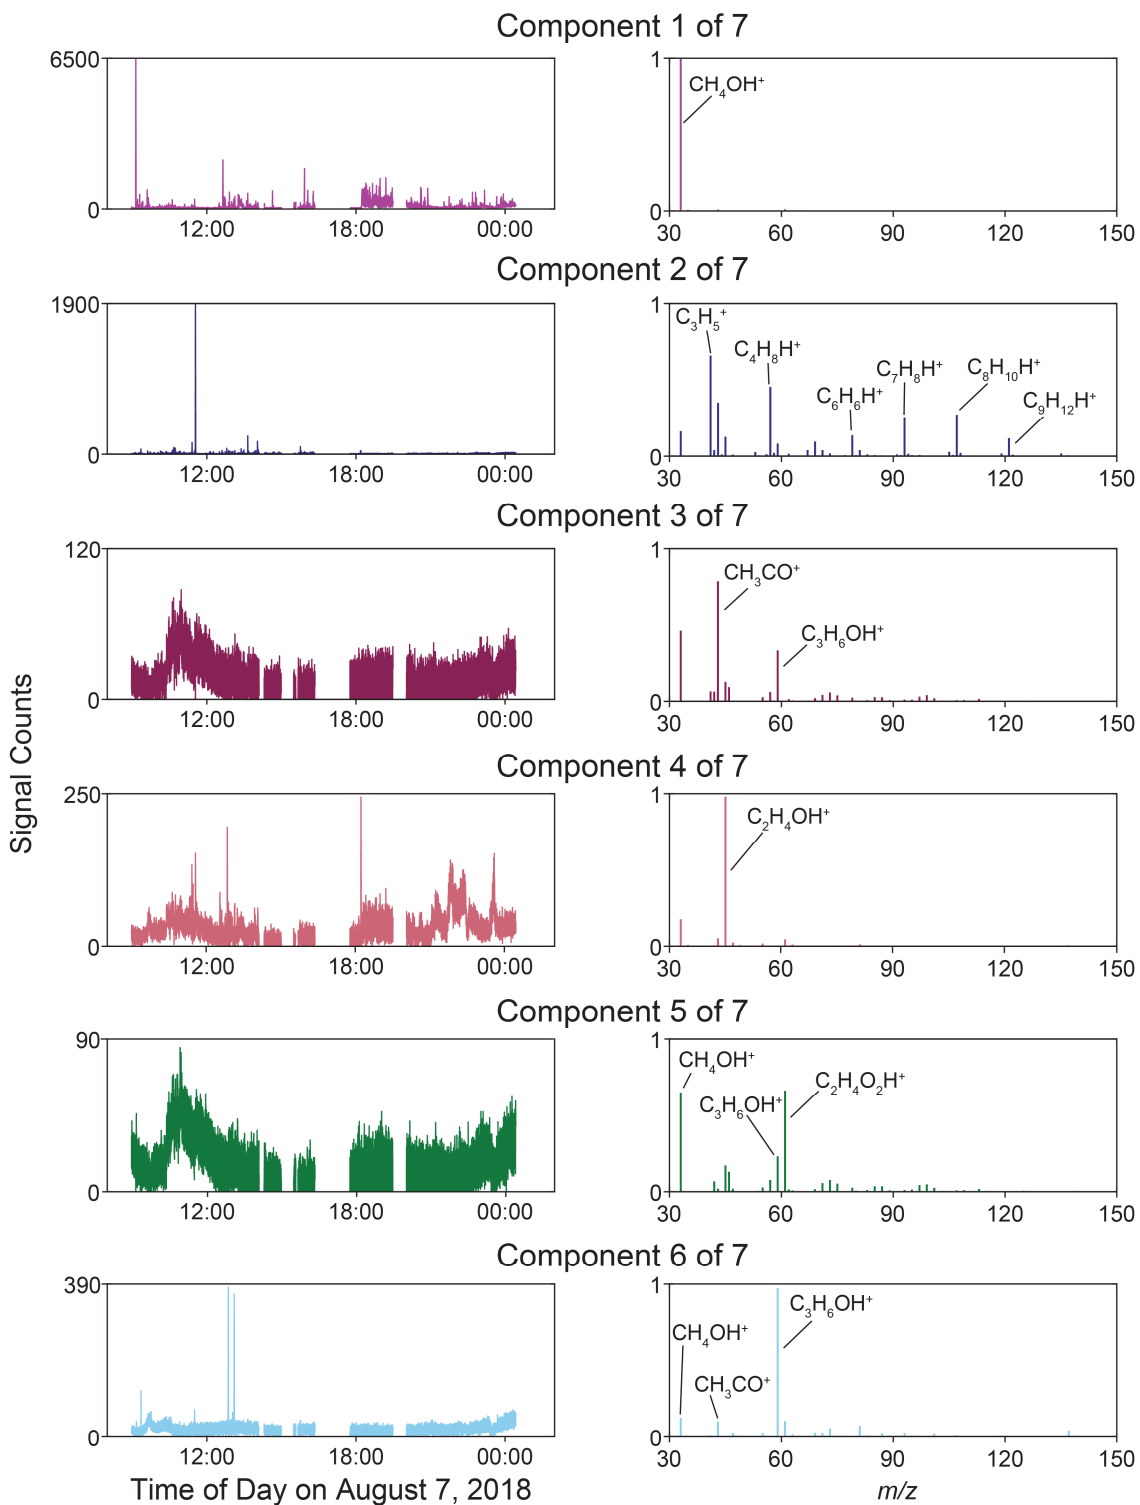 Component 1 of 7
6500
0
12:00 18:00 00:00
1
CH₄OH⁺
0
30 60 90 120 150
Component 2 of 7
1900
0
12:00 18:00 00:00
1
C₃H₅⁺
C₄H₈H⁺
C₆H₆H⁺
C₇H₈H⁺
C₈H₁₀H⁺
C₉H₁₂H⁺
0
30 60 90 120 150
Component 3 of 7
120
0
12:00 18:00 00:00
1
CH₃CO⁺
C₃H₆OH⁺
0
30 60 90 120 150
Component 4 of 7
250
0
12:00 18:00 00:00
1
C₂H₄OH⁺
0
30 60 90 120 150
Component 5 of 7
90
0
12:00 18:00 00:00
1
CH₄OH⁺
C₃H₆OH⁺
C₂H₄O₂H⁺
0
30 60 90 120 150
Component 6 of 7
390
0
12:00 18:00 00:00
1
C₃H₆OH⁺
CH₄OH⁺
CH₃CO⁺
0
30 60 90 120 150
Signal Counts
Time of Day on August 7, 2018
m/z